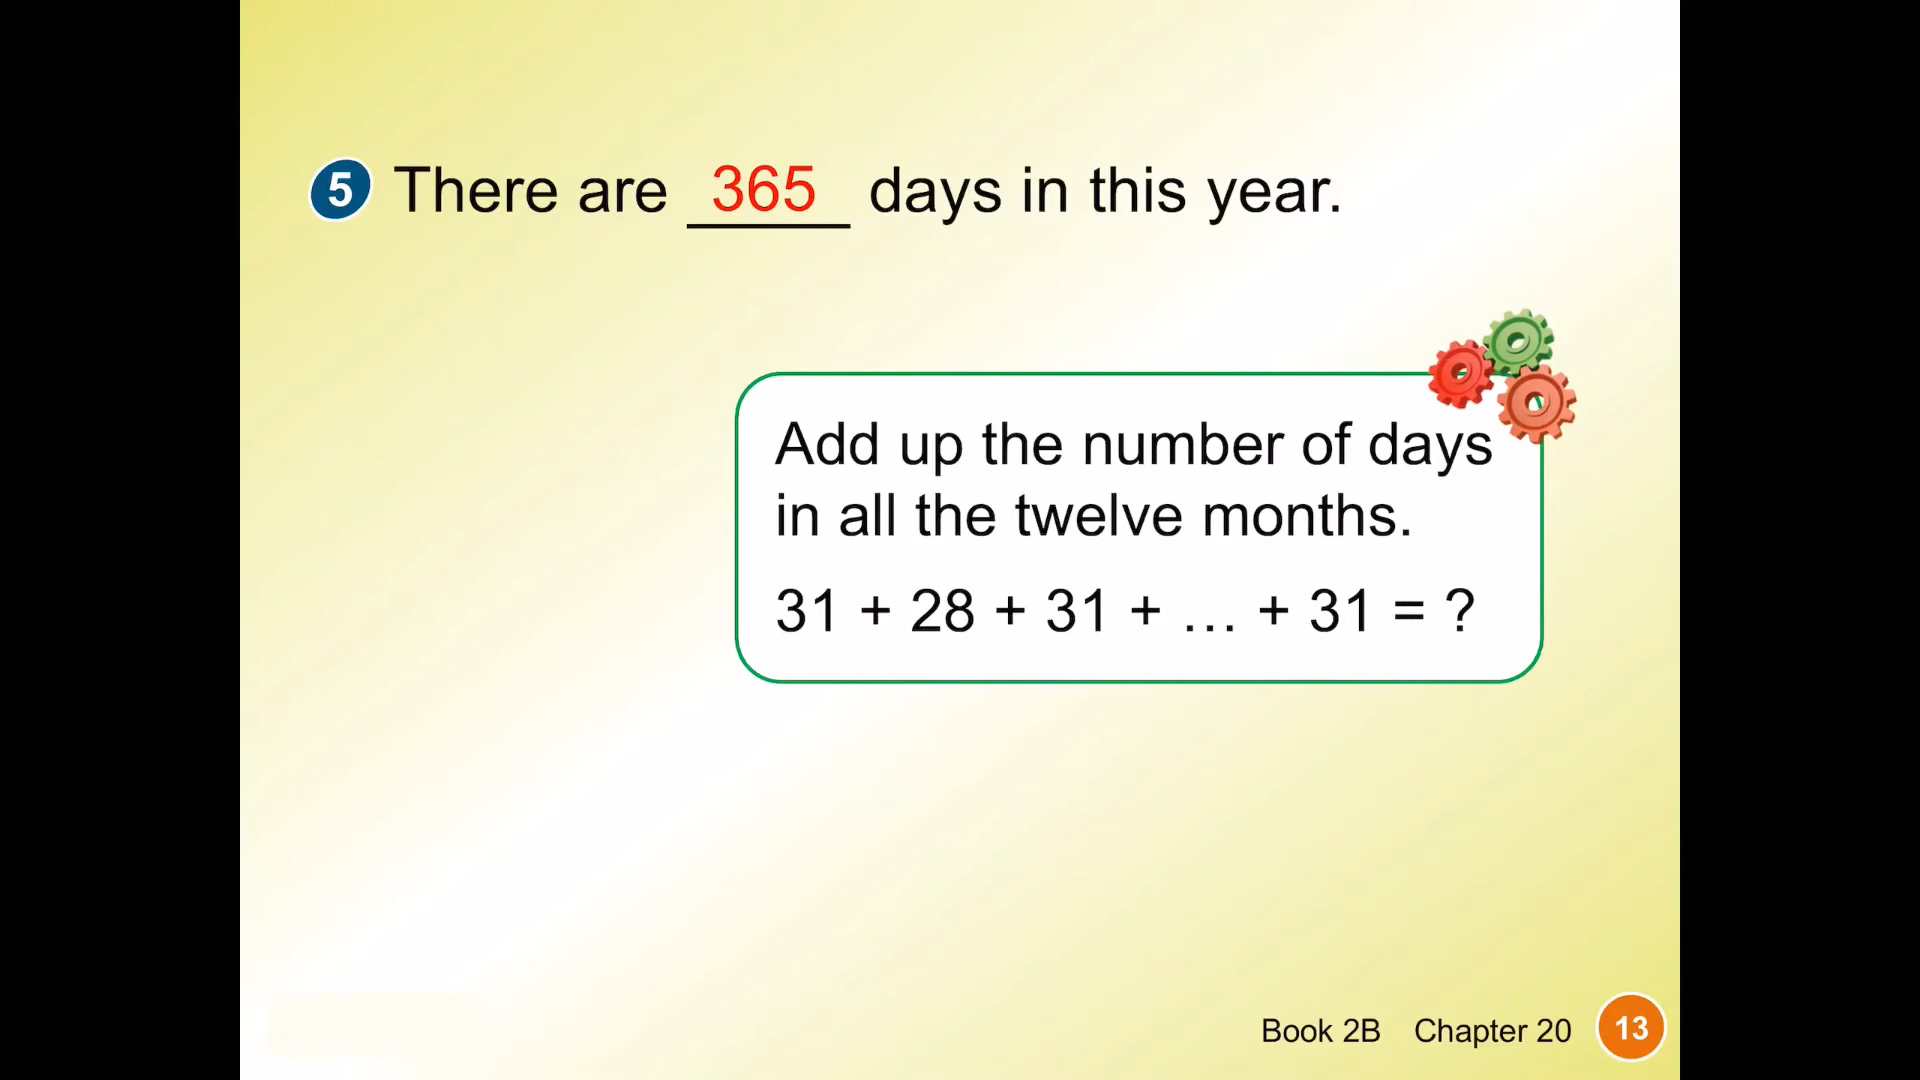 5 There are 365 days in this year.
Add up the number of days
in all the twelve months.
31 + 28 + 31 + … + 31 = ?
Book 2B Chapter 20 13